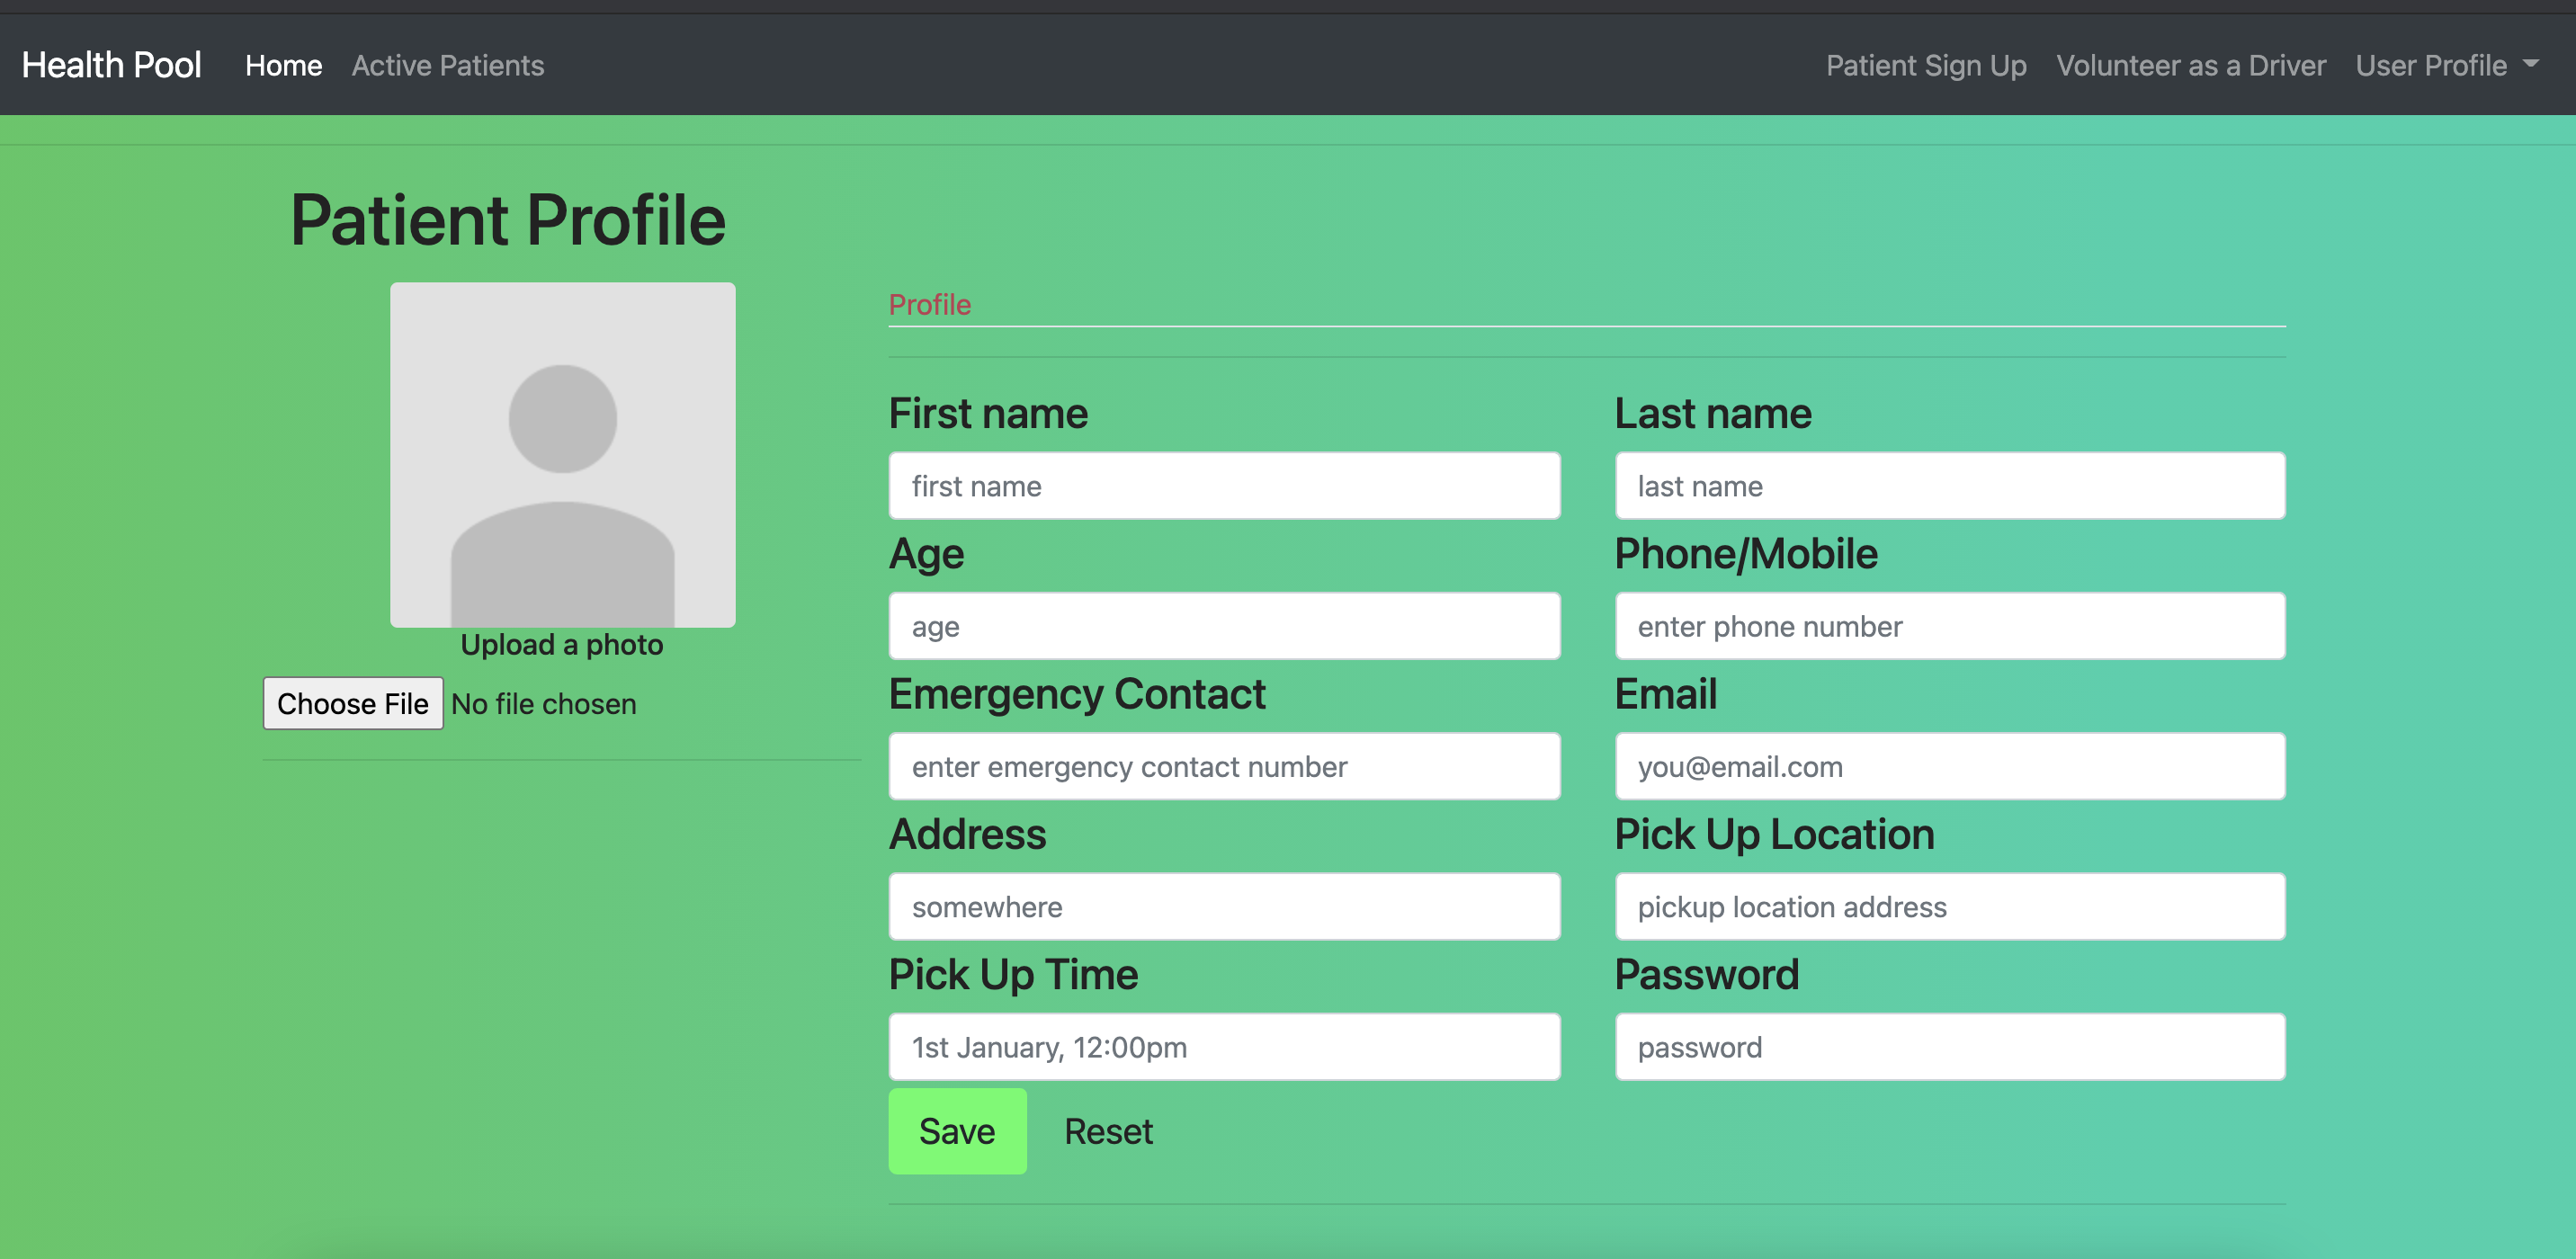 Health Pool Home Active Patients Patient Sign Up Volunteer as a Driver User Profile
Patient Profile
Upload a photo
Choose File No file chosen
Profile
First name Last name
first name last name
Age Phone/Mobile
age enter phone number
Emergency Contact Email
enter emergency contact number you@email.com
Address Pick Up Location
somewhere pickup location address
Pick Up Time Password
1st January, 12:00pm password
Save Reset